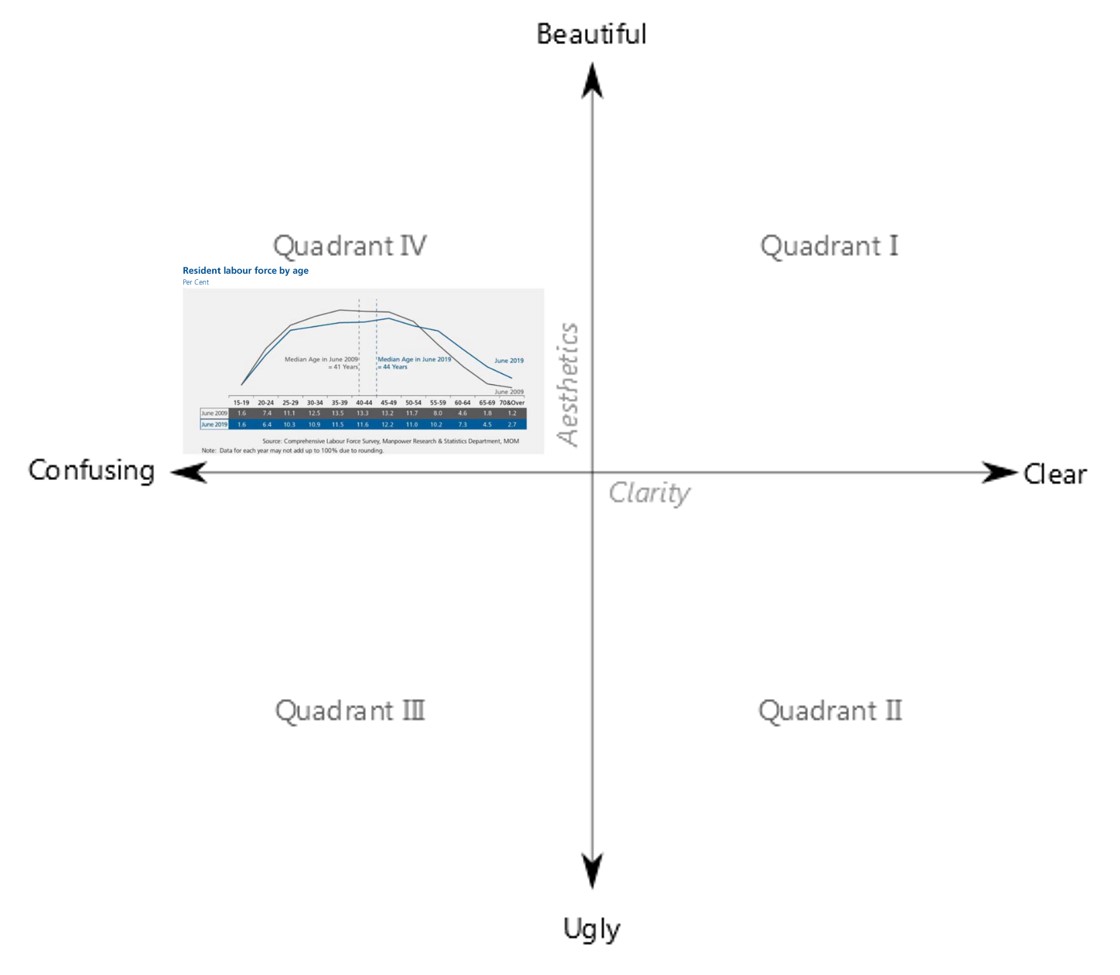 Beautiful
Quadrant IV
Quadrant I
Resident labour force by age
Per Cent
Aesthetics
Median Age in June 2009
= 41 Years
Median Age in June 2019
= 44 Years
June 2019
June 2009
15-19 20-24 25-29 30-34 35-39 40-44 45-49 50-54 55-59 60-64 65-69 70&Over
June 2009 1.6 7.4 11.1 12.5 13.5 13.3 13.2 11.7 8.0 4.6 1.8 1.2
June 2019 1.6 6.4 10.3 10.9 11.5 11.6 12.2 11.0 10.2 7.3 4.5 2.7
Source: Comprehensive Labour Force Survey, Manpower Research & Statistics Department, MOM
Note: Data for each year may not add up to 100% due to rounding.
Confusing
Clear
Clarity
Quadrant III
Quadrant II
Ugly